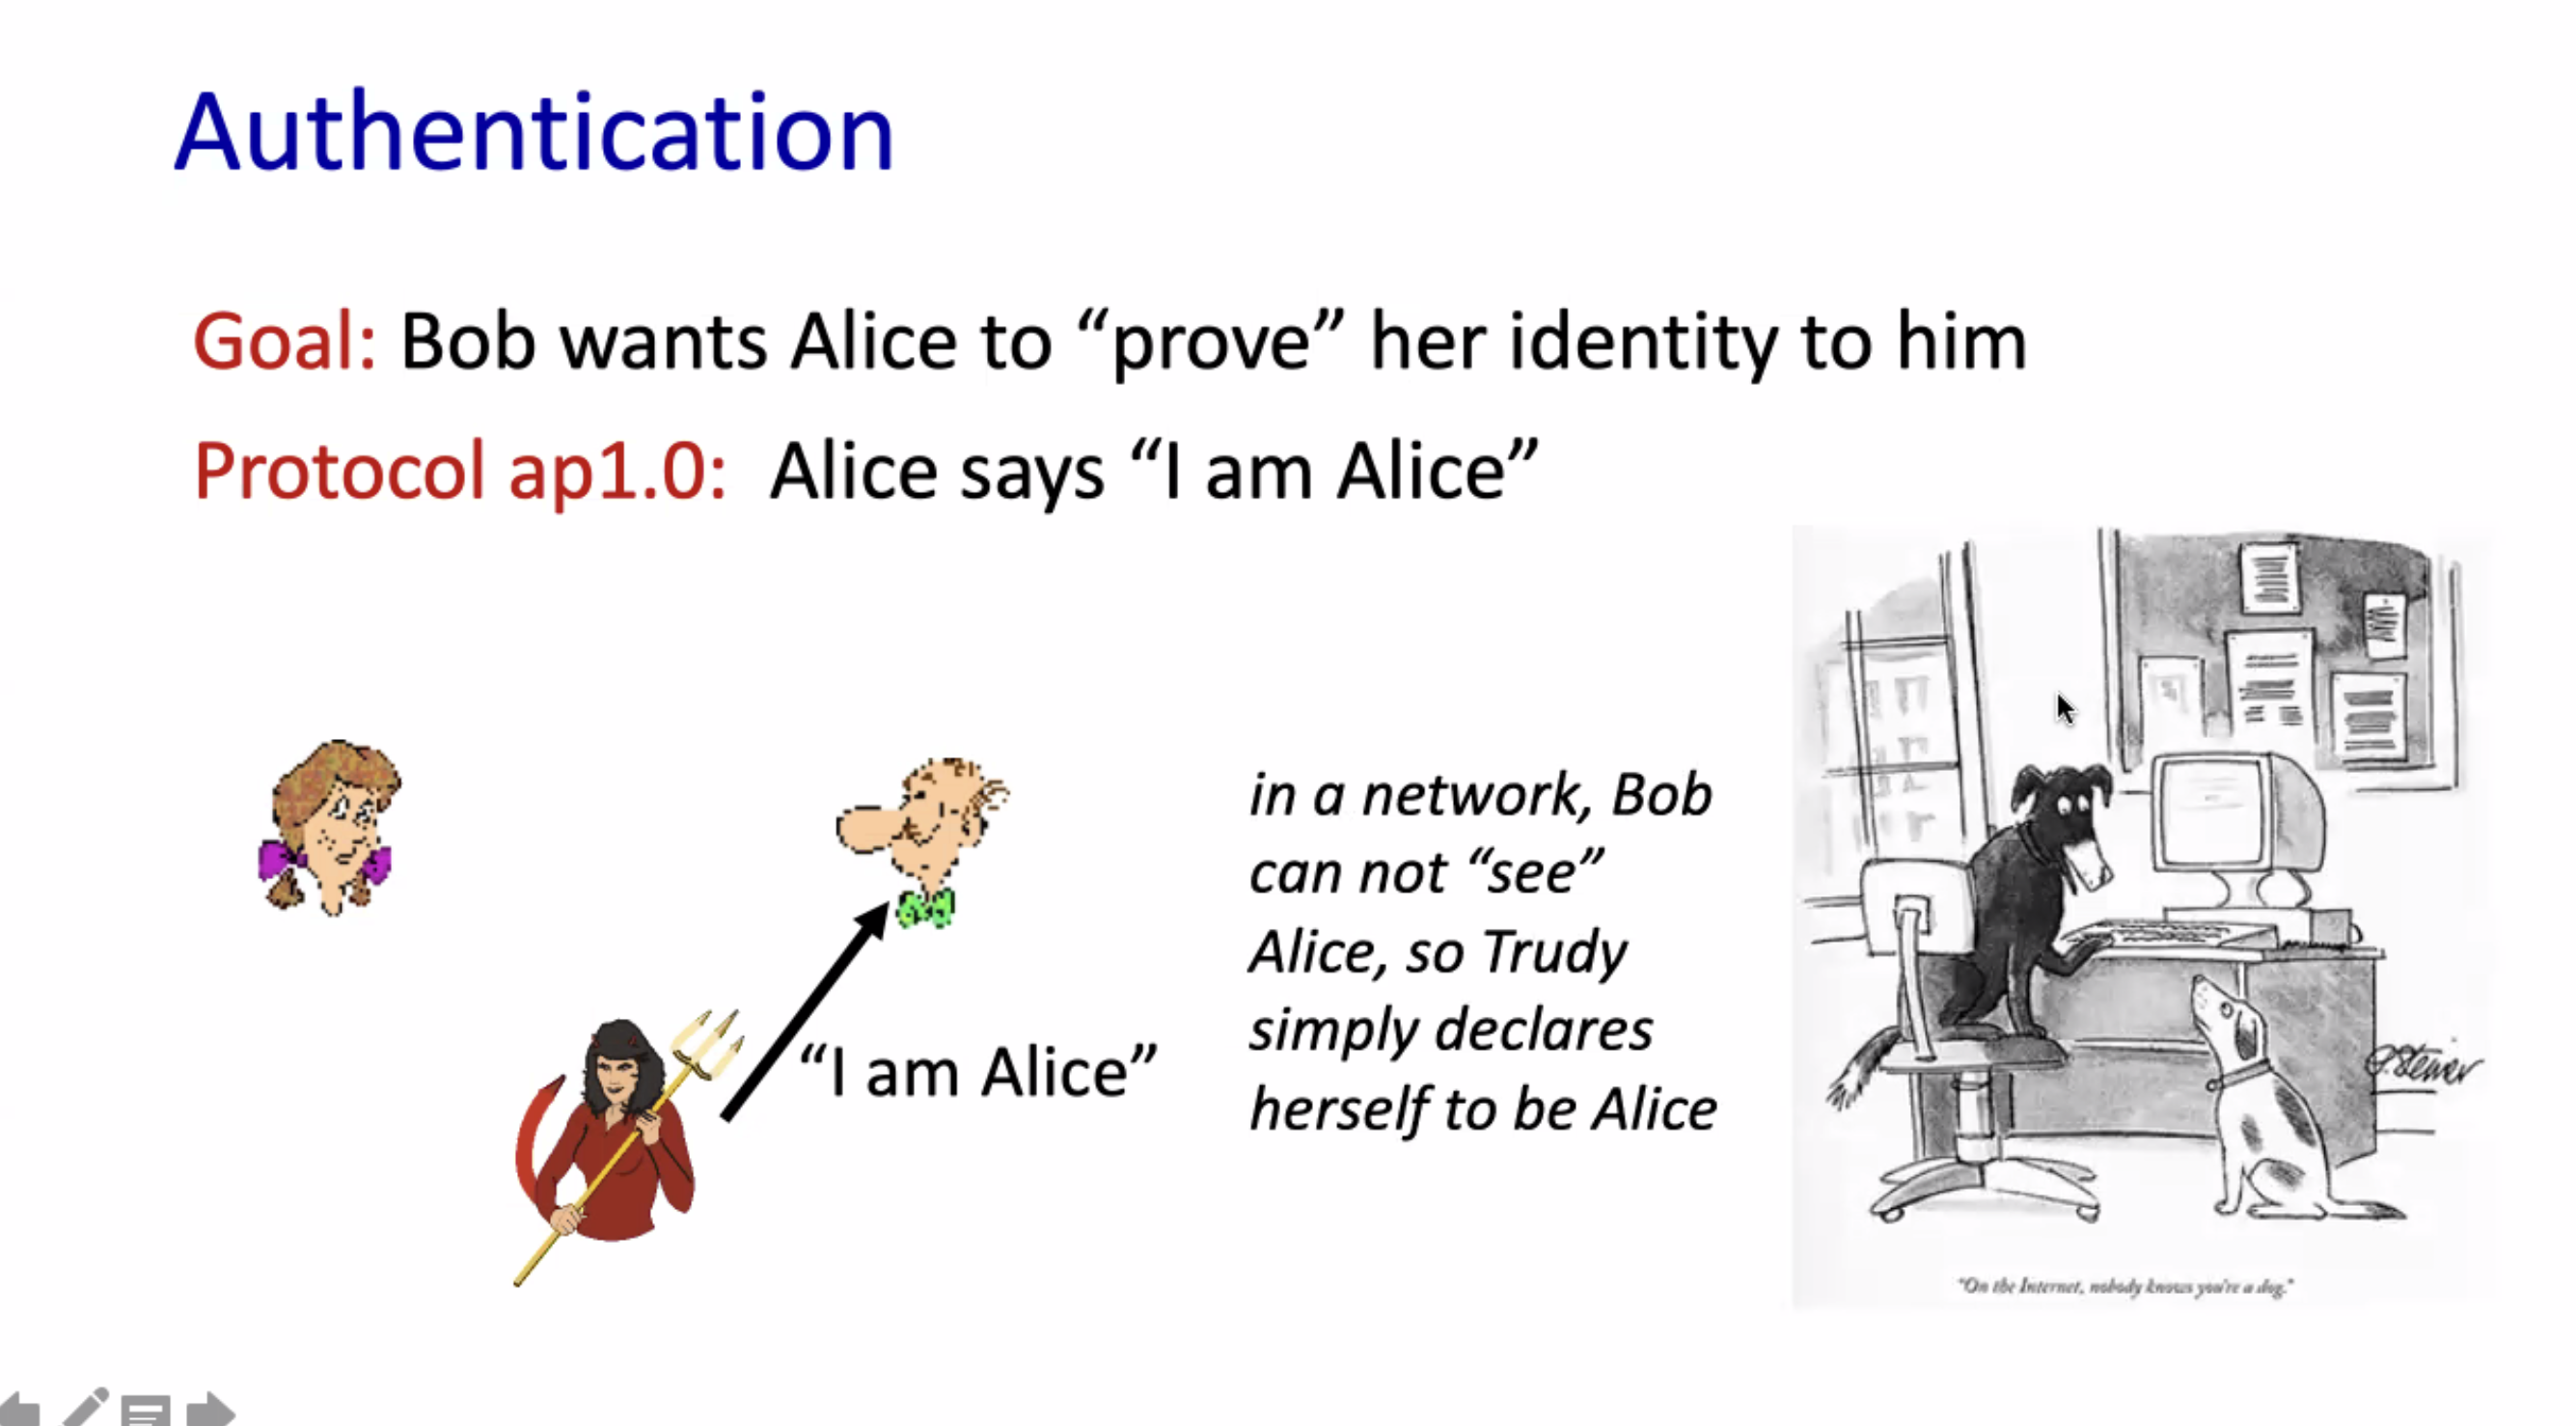 Authentication
Goal: Bob wants Alice to “prove” her identity to him
Protocol ap1.0: Alice says “I am Alice”
“I am Alice”
in a network, Bob
can not “see”
Alice, so Trudy
simply declares
herself to be Alice
P. Steiner
“On the Internet, nobody knows you're a dog.”